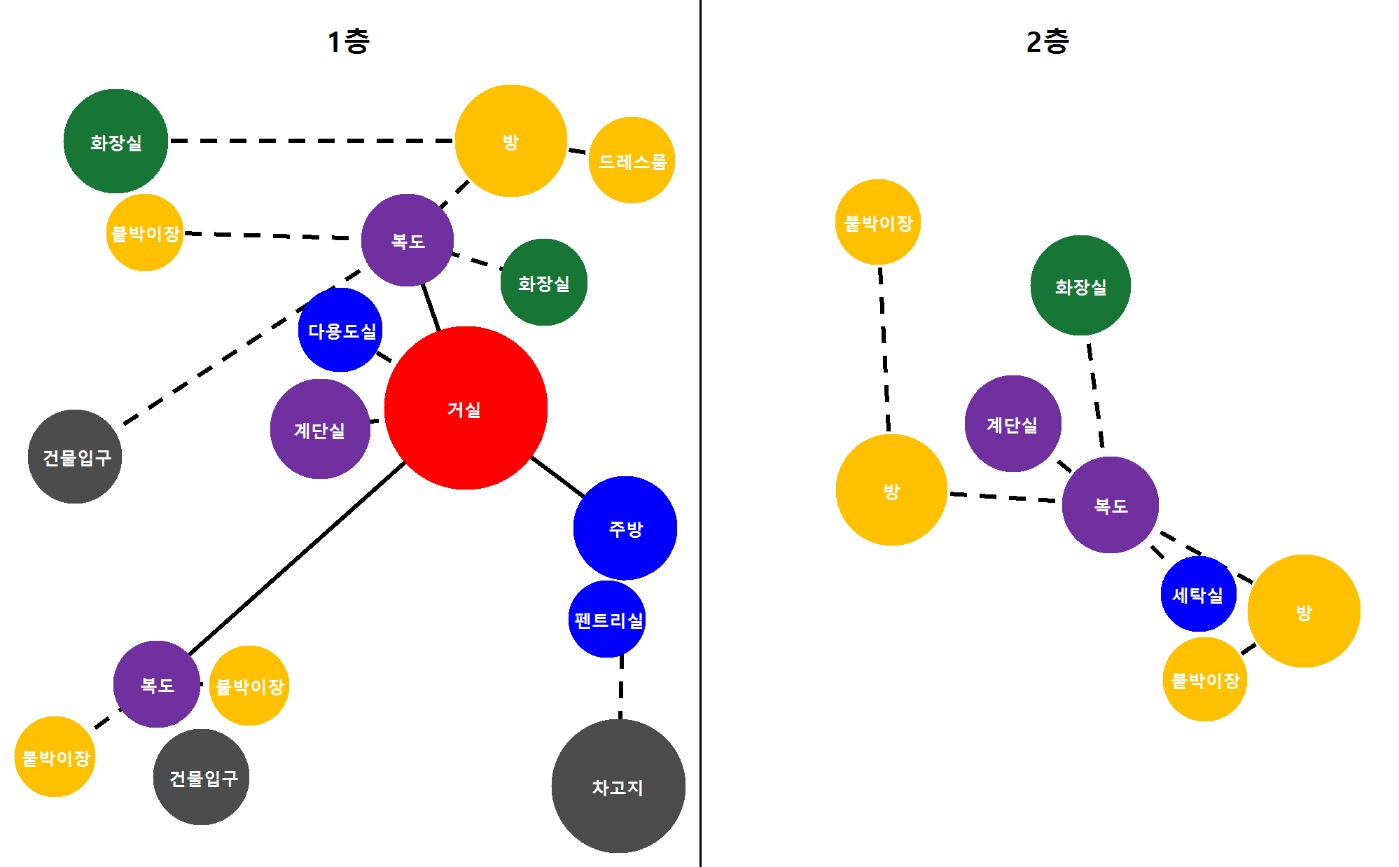 1층
화장실
방
드레스룸
붙박이장
복도
화장실
다용도실
거실
계단실
건물입구
주방
펜트리실
복도
붙박이장
붙박이장
건물입구
차고지
2층
붙박이장
화장실
계단실
방
복도
세탁실
방
붙박이장